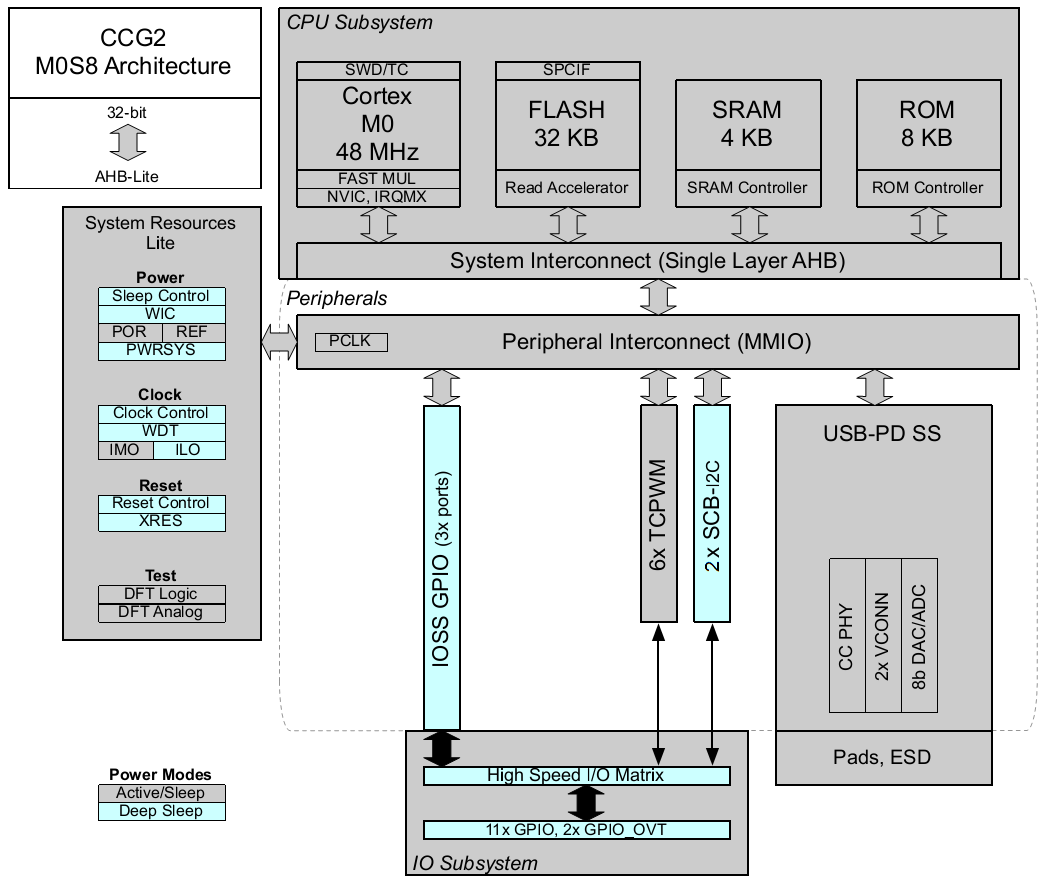 CCG2
M0S8 Architecture
32-bit
AHB-Lite
CPU Subsystem
SWD/TC
Cortex
M0
48 MHz
FAST MUL
NVIC, IRQMX
SPCIF
FLASH
32 KB
Read Accelerator
SRAM
4 KB
SRAM Controller
ROM
8 KB
ROM Controller
System Interconnect (Single Layer AHB)
System Resources
Lite
Power
Sleep Control
WIC
POR REF
PWRSYS
Clock
Clock Control
WDT
IMO ILO
Reset
Reset Control
XRES
Test
DFT Logic
DFT Analog
Peripherals
PCLK
Peripheral Interconnect (MMIO)
IOSS GPIO (3x ports)
6x TCPWM
2 x SCB-I2C
USB-PD SS
CC PHY
2x VCONN
8b DAC/ADC
Pads, ESD
High Speed I/O Matrix
11x GPIO, 2x GPIO_OVT
IO Subsystem
Power Modes
Active/Sleep
Deep Sleep